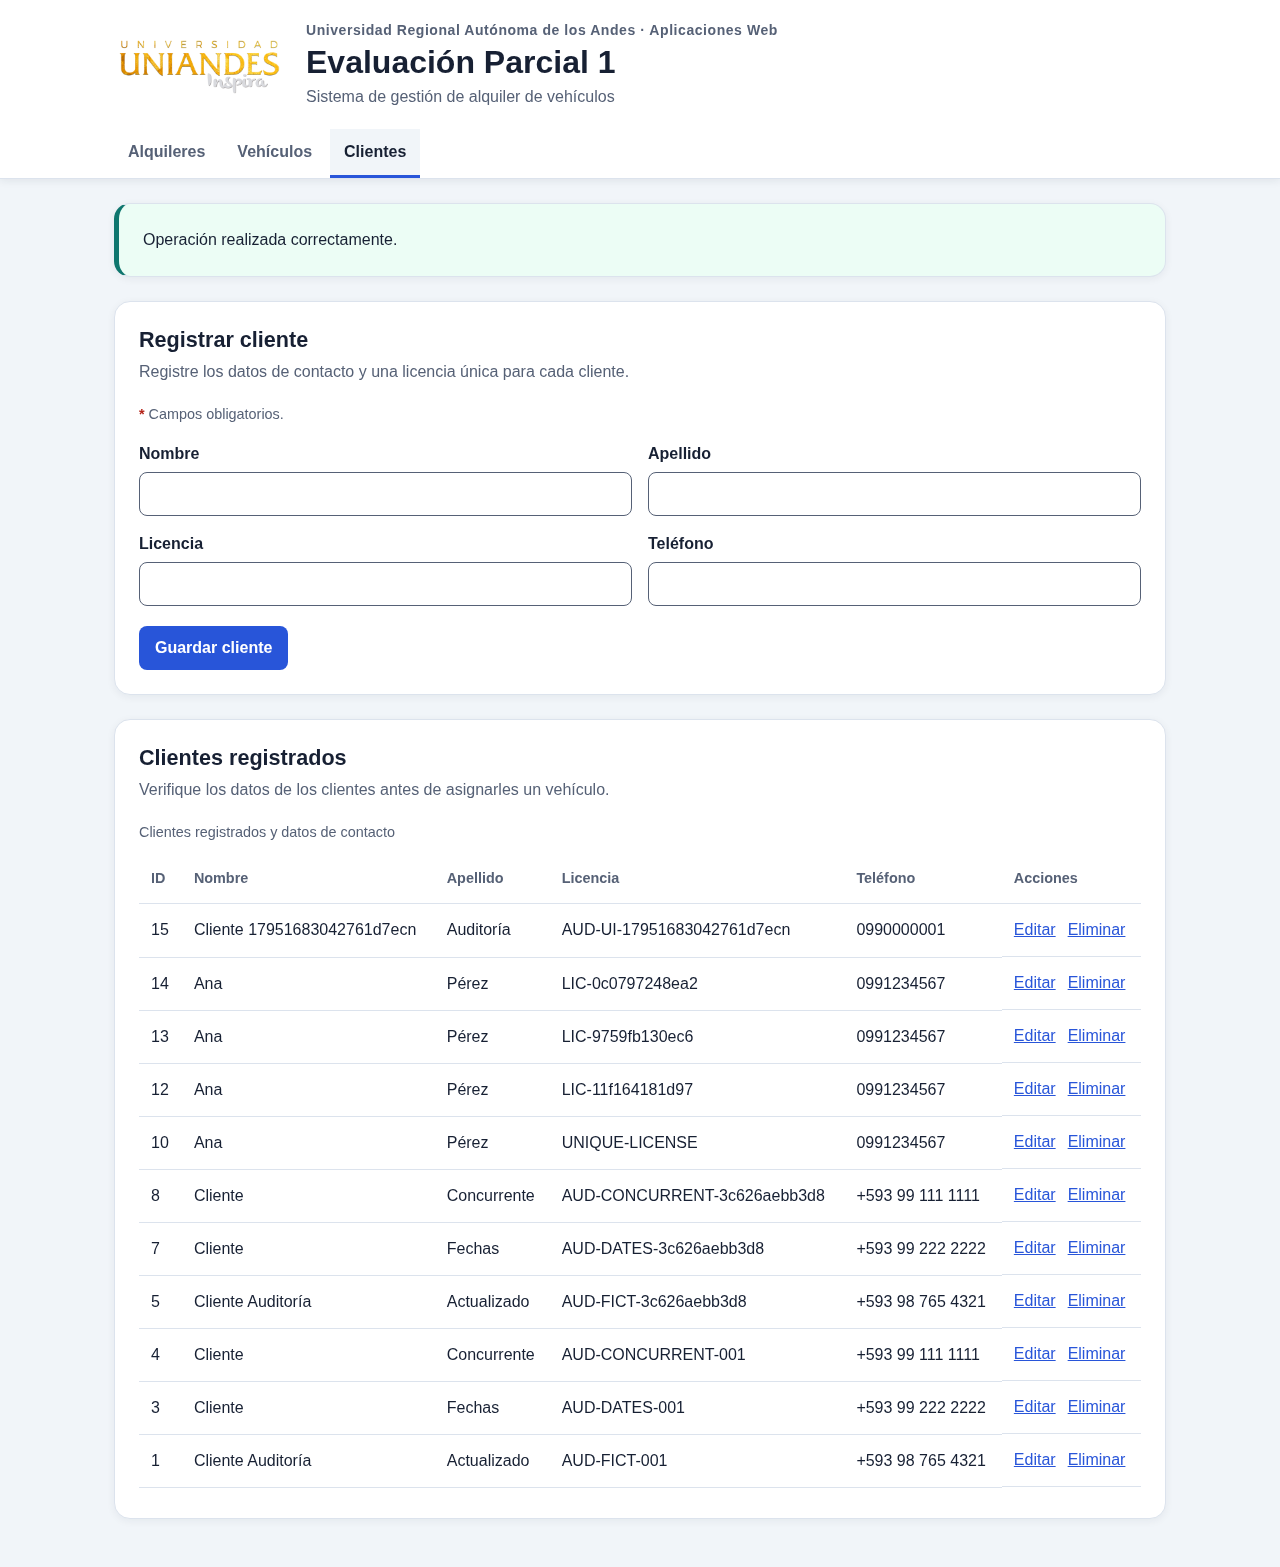 UNIVERSIDAD
UNIANDES
Inspira
Universidad Regional Autónoma de los Andes · Aplicaciones Web
Evaluación Parcial 1
Sistema de gestión de alquiler de vehículos
Alquileres Vehículos Clientes
Operación realizada correctamente.
Registrar cliente
Registre los datos de contacto y una licencia única para cada cliente.
* Campos obligatorios.
Nombre Apellido
Licencia Teléfono
Guardar cliente
Clientes registrados
Verifique los datos de los clientes antes de asignarles un vehículo.
Clientes registrados y datos de contacto
ID Nombre Apellido Licencia Teléfono Acciones
15 Cliente 17951683042761d7ecn Auditoría AUD-UI-17951683042761d7ecn 0990000001 Editar Eliminar
14 Ana Pérez LIC-0c0797248ea2 0991234567 Editar Eliminar
13 Ana Pérez LIC-9759fb130ec6 0991234567 Editar Eliminar
12 Ana Pérez LIC-11f164181d97 0991234567 Editar Eliminar
10 Ana Pérez UNIQUE-LICENSE 0991234567 Editar Eliminar
8 Cliente Concurrente AUD-CONCURRENT-3c626aebb3d8 +593 99 111 1111 Editar Eliminar
7 Cliente Fechas AUD-DATES-3c626aebb3d8 +593 99 222 2222 Editar Eliminar
5 Cliente Auditoría Actualizado AUD-FICT-3c626aebb3d8 +593 98 765 4321 Editar Eliminar
4 Cliente Concurrente AUD-CONCURRENT-001 +593 99 111 1111 Editar Eliminar
3 Cliente Fechas AUD-DATES-001 +593 99 222 2222 Editar Eliminar
1 Cliente Auditoría Actualizado AUD-FICT-001 +593 98 765 4321 Editar Eliminar